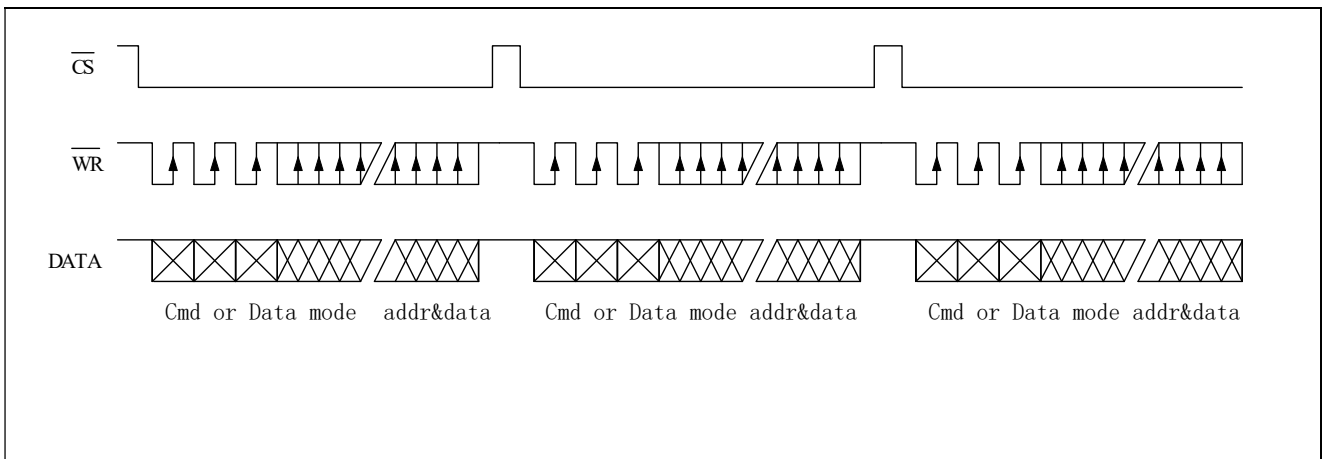 CS
WR
DATA
Cmd or Data mode addr&data Cmd or Data mode addr&data Cmd or Data mode addr&data